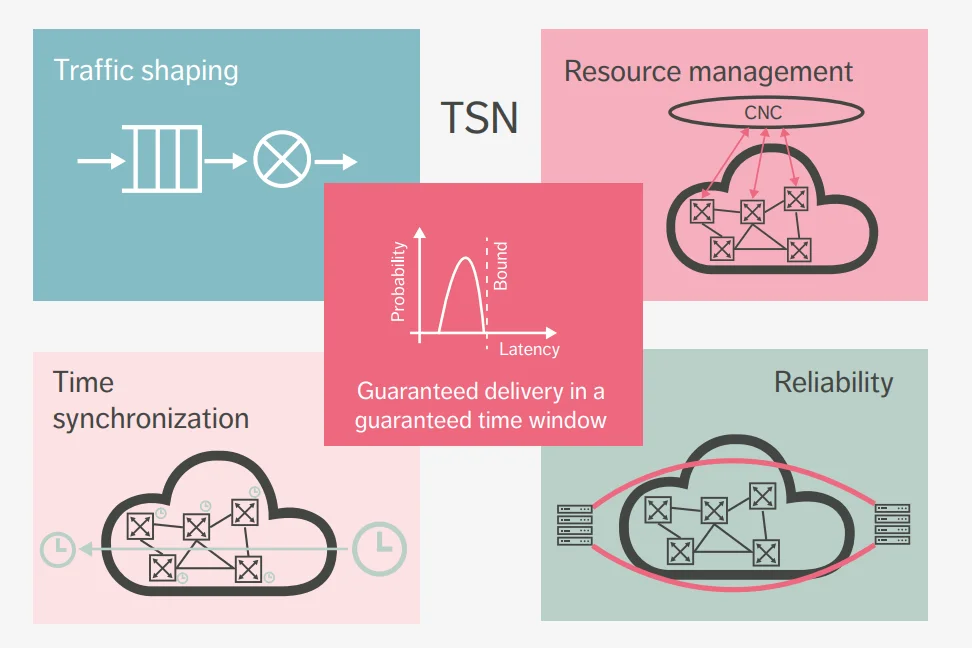 Traffic shaping
TSN
Resource management
CNC
Probability
Bound
Latency
Guaranteed delivery in a
guaranteed time window
Time
synchronization
Reliability